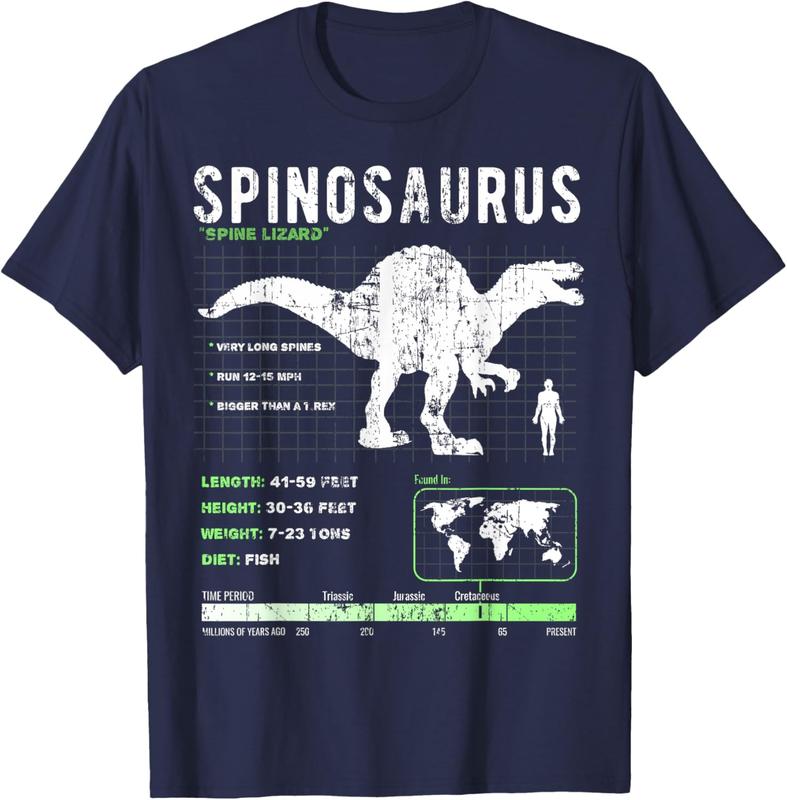 SPINOSAURUS
"SPINE LIZARD"
* VERY LONG SPINES
* RUN 12-15 MPH
* BIGGER THAN A T.REX
LENGTH: 41-59 FEET
HEIGHT: 30-36 FEET
WEIGHT: 7-23 TONS
DIET: FISH
Found In:
TIME PERIOD Triassic Jurassic Cretaceous
MILLIONS OF YEARS AGO 250 200 145 65 PRESENT